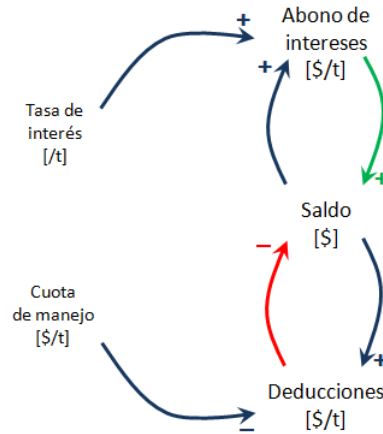 Abono de
intereses
[$/t]
+
+
Tasa de
interés
[/t]
+
Saldo
[$]
−
Cuota
de manejo
[$/t]
+
Deducciones
[$/t]
−